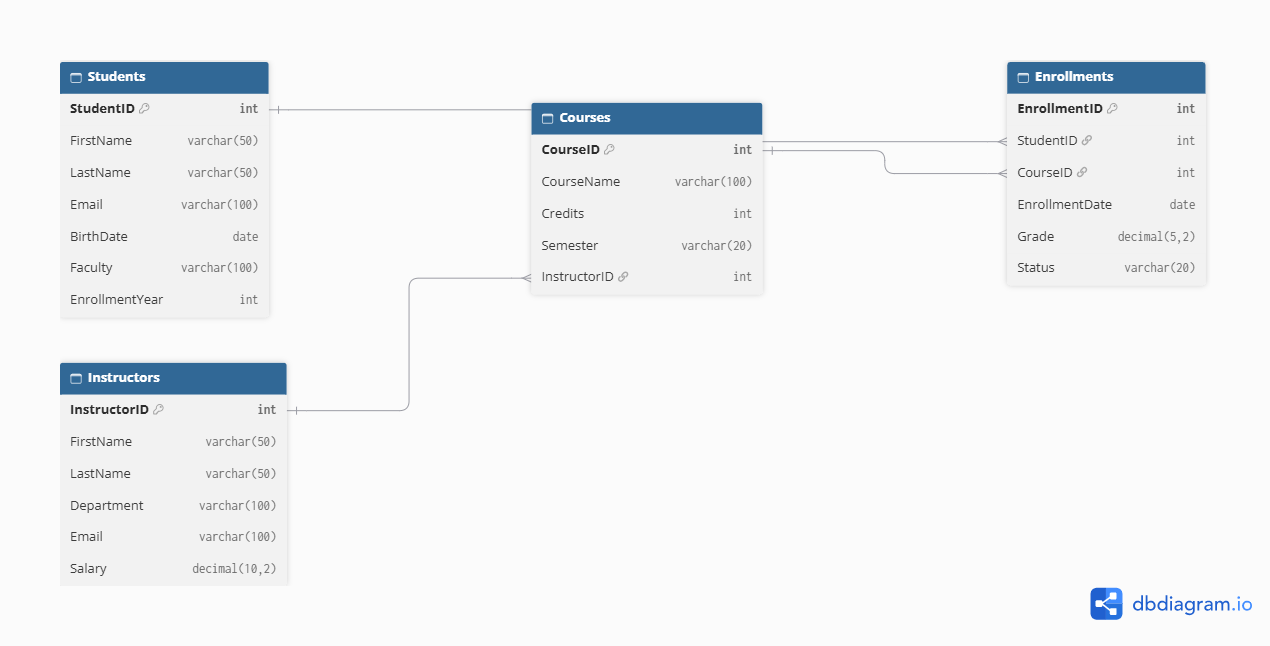 Students
StudentID int
FirstName varchar(50)
LastName varchar(50)
Email varchar(100)
BirthDate date
Faculty varchar(100)
EnrollmentYear int
Instructors
InstructorID int
FirstName varchar(50)
LastName varchar(50)
Department varchar(100)
Email varchar(100)
Salary decimal(10,2)
Courses
CourseID int
CourseName varchar(100)
Credits int
Semester varchar(20)
InstructorID int
Enrollments
EnrollmentID int
StudentID int
CourseID int
EnrollmentDate date
Grade decimal(5,2)
Status varchar(20)
dbdiagram.io